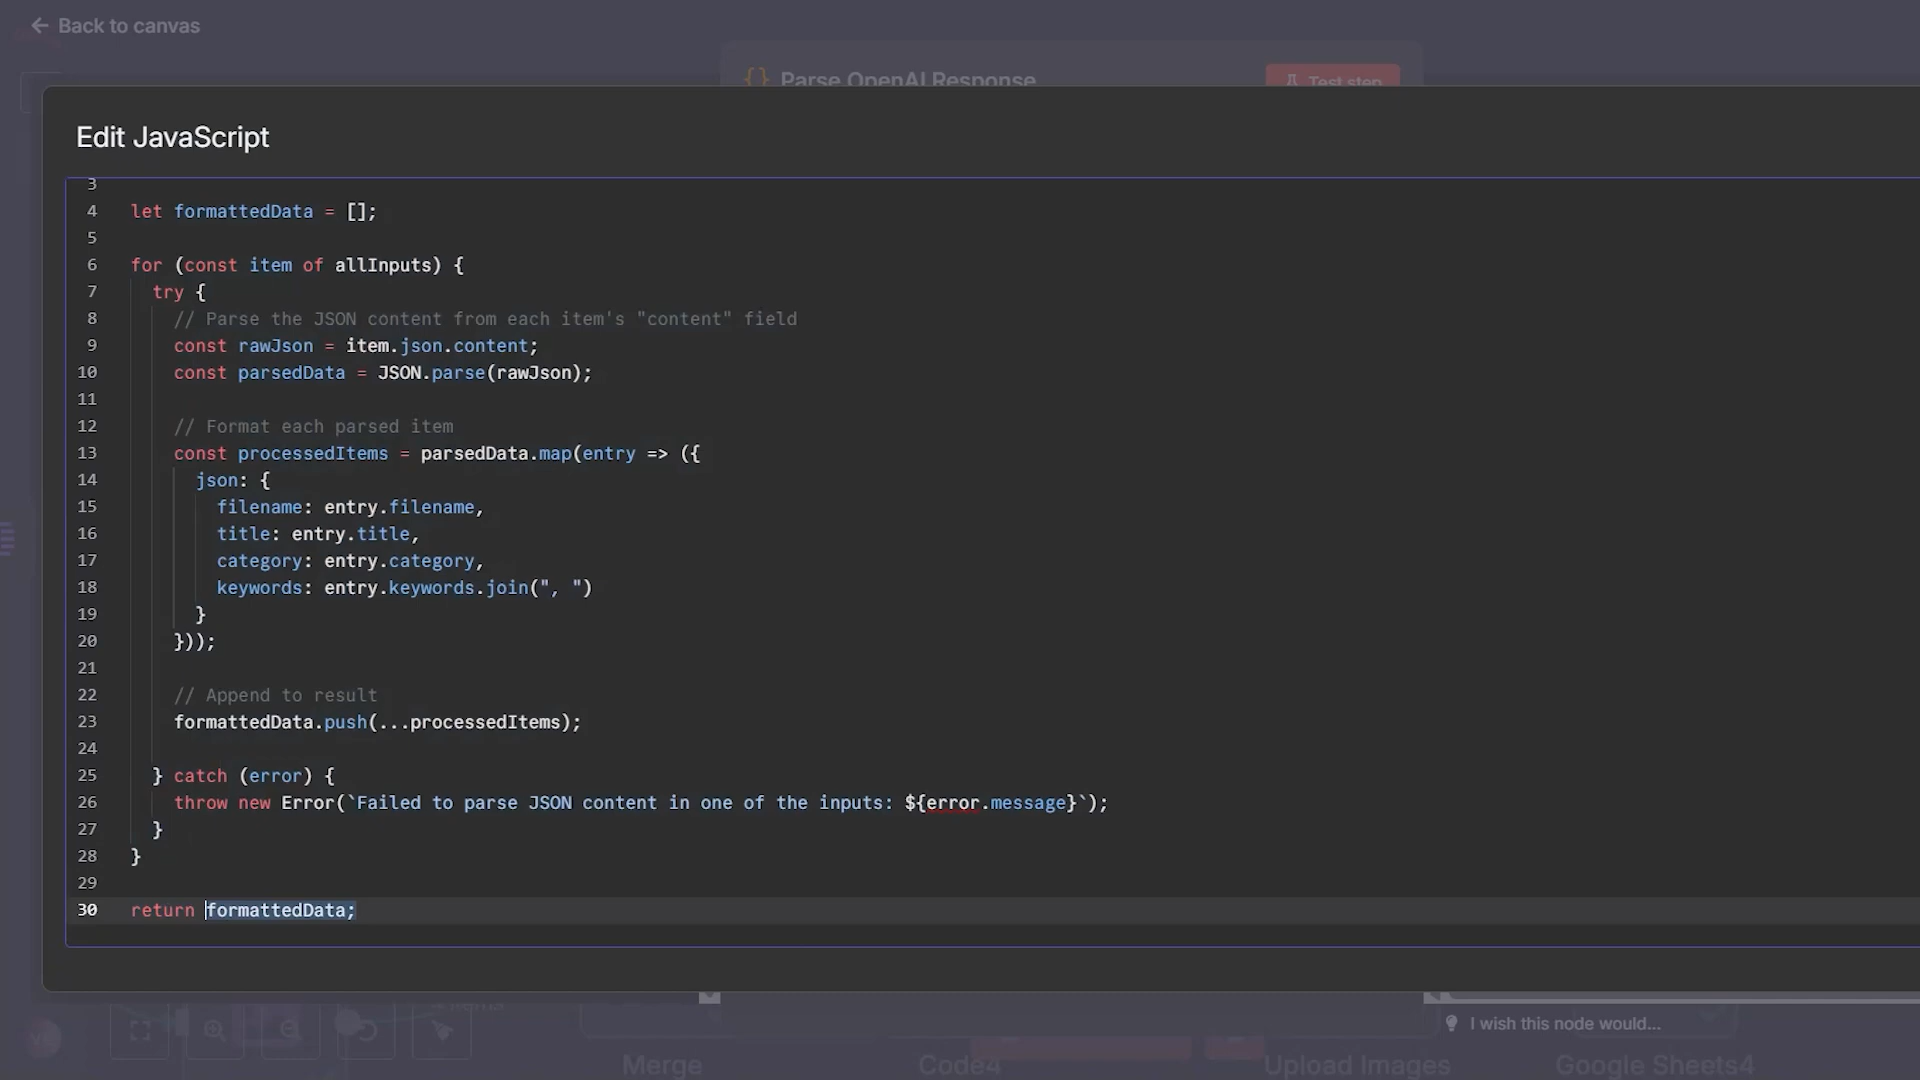 Back to canvas
{} Parse OpenAI Response
Test step
Edit JavaScript
3
4 let formattedData = [];
5
6 for (const item of allInputs) {
7 try {
8 // Parse the JSON content from each item's "content" field
9 const rawJson = item.json.content;
10 const parsedData = JSON.parse(rawJson);
11
12 // Format each parsed item
13 const processedItems = parsedData.map(entry => ({
14 json: {
15 filename: entry.filename,
16 title: entry.title,
17 category: entry.category,
18 keywords: entry.keywords.join(", ")
19 }
20 }));
21
22 // Append to result
23 formattedData.push(...processedItems);
24
25 } catch (error) {
26 throw new Error(`Failed to parse JSON content in one of the inputs: ${error.message}`);
27 }
28 }
29
30 return formattedData;
I wish this node would...
Merge
Code4
Upload Images
Google Sheets4